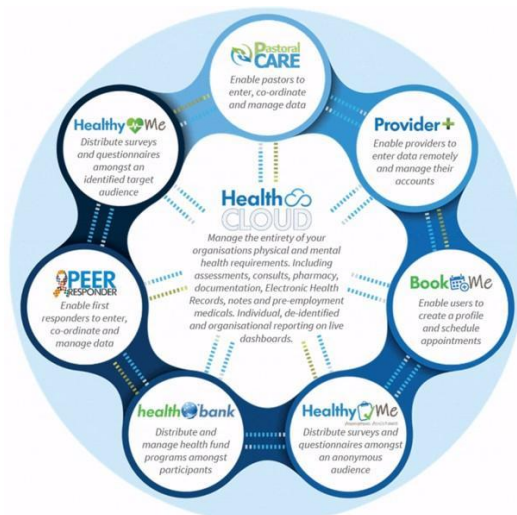 Pastoral
CARE
Enable pastors to
enter, co-ordinate
and manage data
Healthy Me
Distribute surveys
and questionnaires
amongst an
identified target
audience
Provider+
Enable providers to
enter data remotely
and manage their
accounts
Health
CLOUD
Manage the entirety of your
organisations physical and mental
health requirements. Including
assessments, consults, pharmacy,
documentation, Electronic Health
Records, notes and pre-employment
medicals. Individual, de-identified
and organisational reporting on live
dashboards.
PEER
RESPONDER
Enable first
responders to enter,
co-ordinate and
manage data
Book Me
Enable users to
create a profile
and schedule
appointments
health bank
Distribute and
manage health fund
programs amongst
participants
Healthy Me
Distribute surveys and
questionnaires amongst
an anonymous
audience